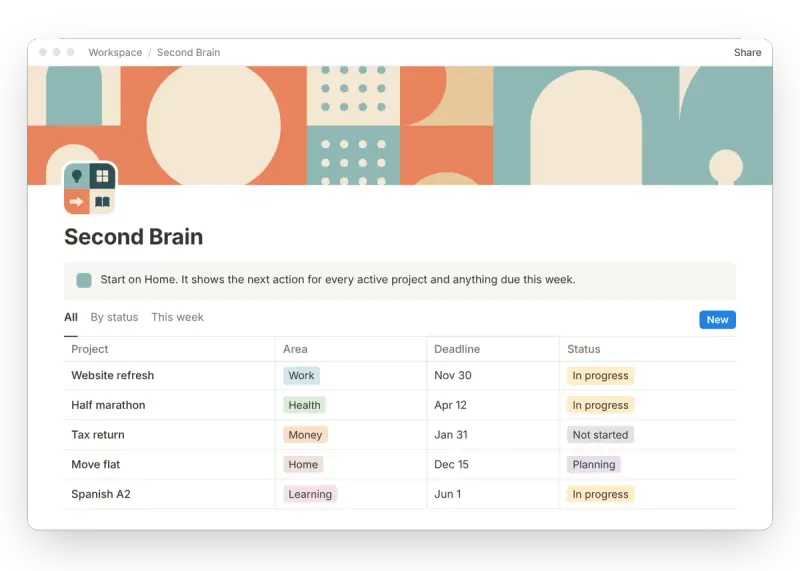 Workspace / Second Brain
Share
Second Brain
Start on Home. It shows the next action for every active project and anything due this week.
All By status This week
New
Project Area Deadline Status
Website refresh Work Nov 30 In progress
Half marathon Health Apr 12 In progress
Tax return Money Jan 31 Not started
Move flat Home Dec 15 Planning
Spanish A2 Learning Jun 1 In progress